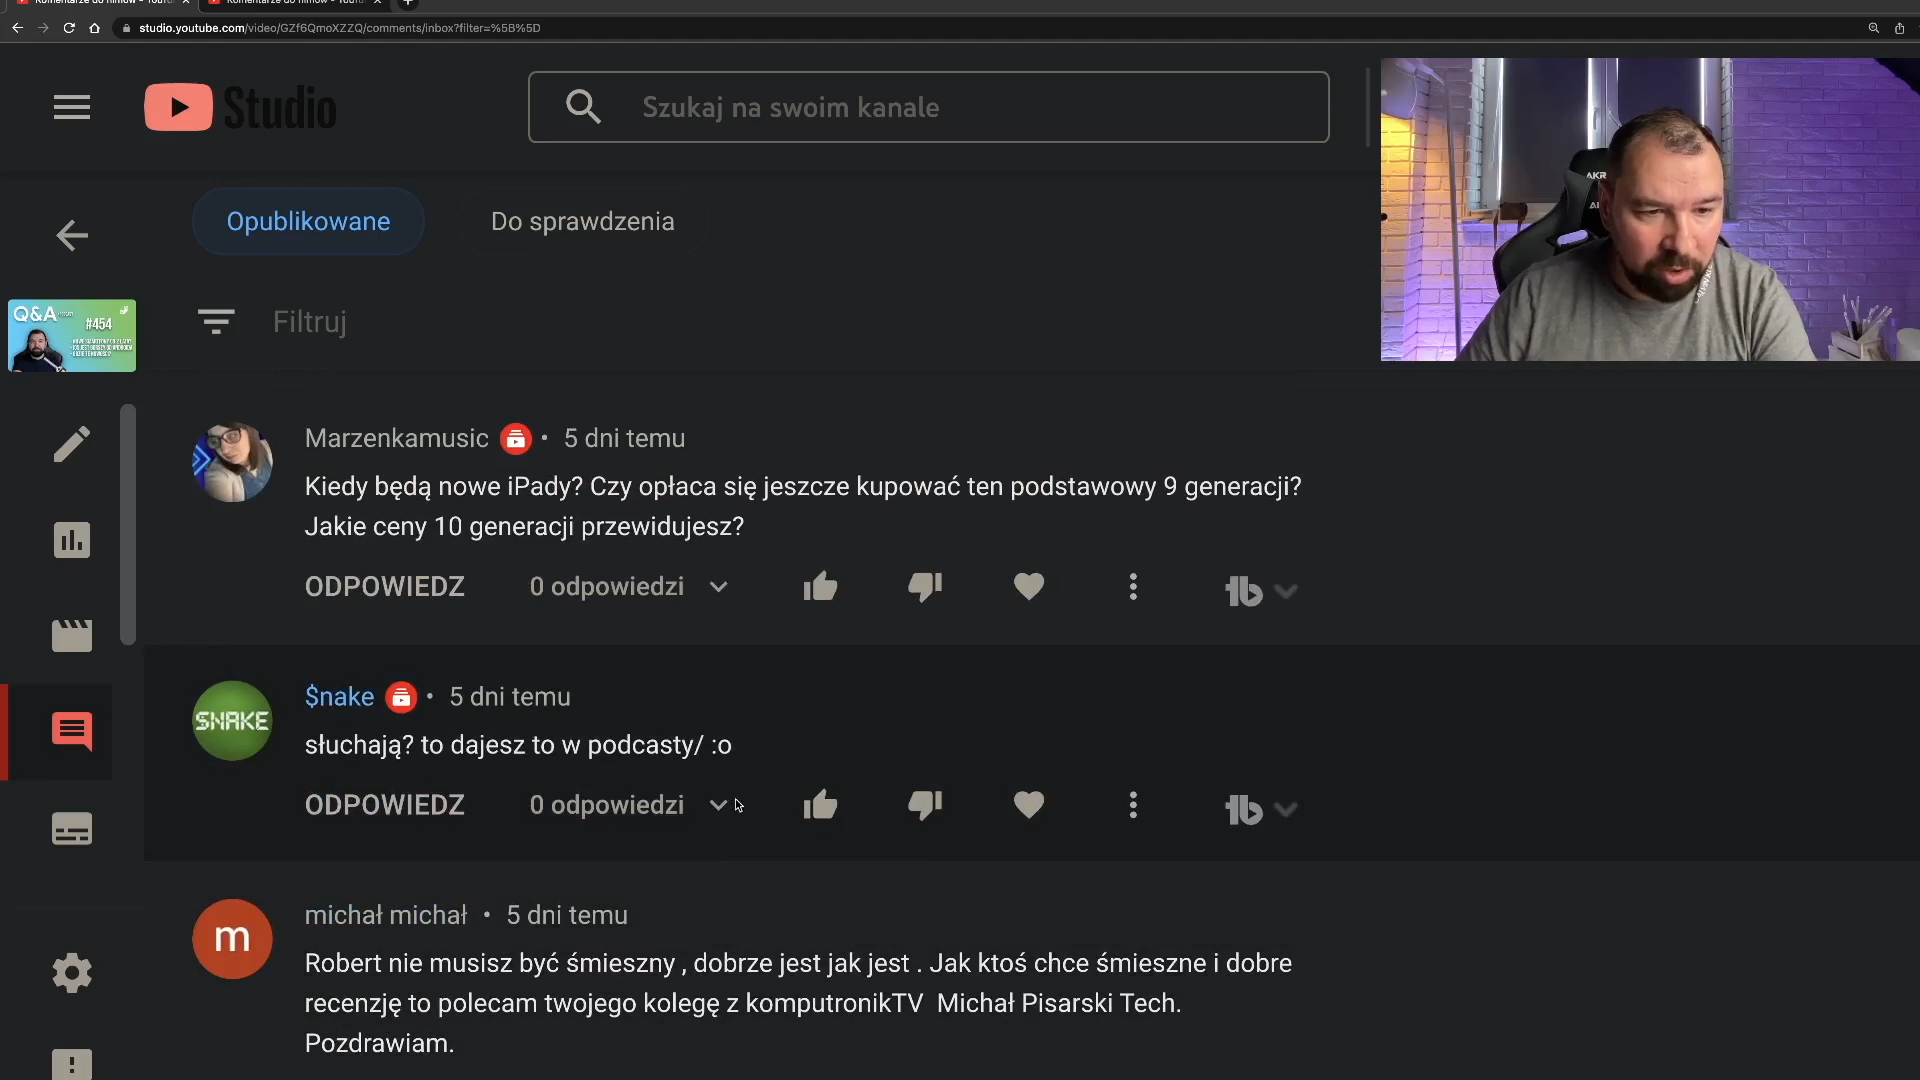 studio.youtube.com/video/GZf6QmoXZZQ/comments/inbox?filter=%5B%5D
Studio
Szukaj na swoim kanale
AKR
Opublikowane
Do sprawdzenia
Q&A
#454
Filtruj
Marzenkamusic • 5 dni temu
Kiedy będą nowe iPady? Czy opłaca się jeszcze kupować ten podstawowy 9 generacji?
Jakie ceny 10 generacji przewidujesz?
ODPOWIEDZ 0 odpowiedzi
SNAKE
$nake • 5 dni temu
słuchają? to dajesz to w podcasty/ :o
ODPOWIEDZ 0 odpowiedzi
m
michał michał • 5 dni temu
Robert nie musisz być śmieszny , dobrze jest jak jest . Jak ktoś chce śmieszne i dobre
recenzję to polecam twojego kolegę z komputronikTV Michał Pisarski Tech.
Pozdrawiam.